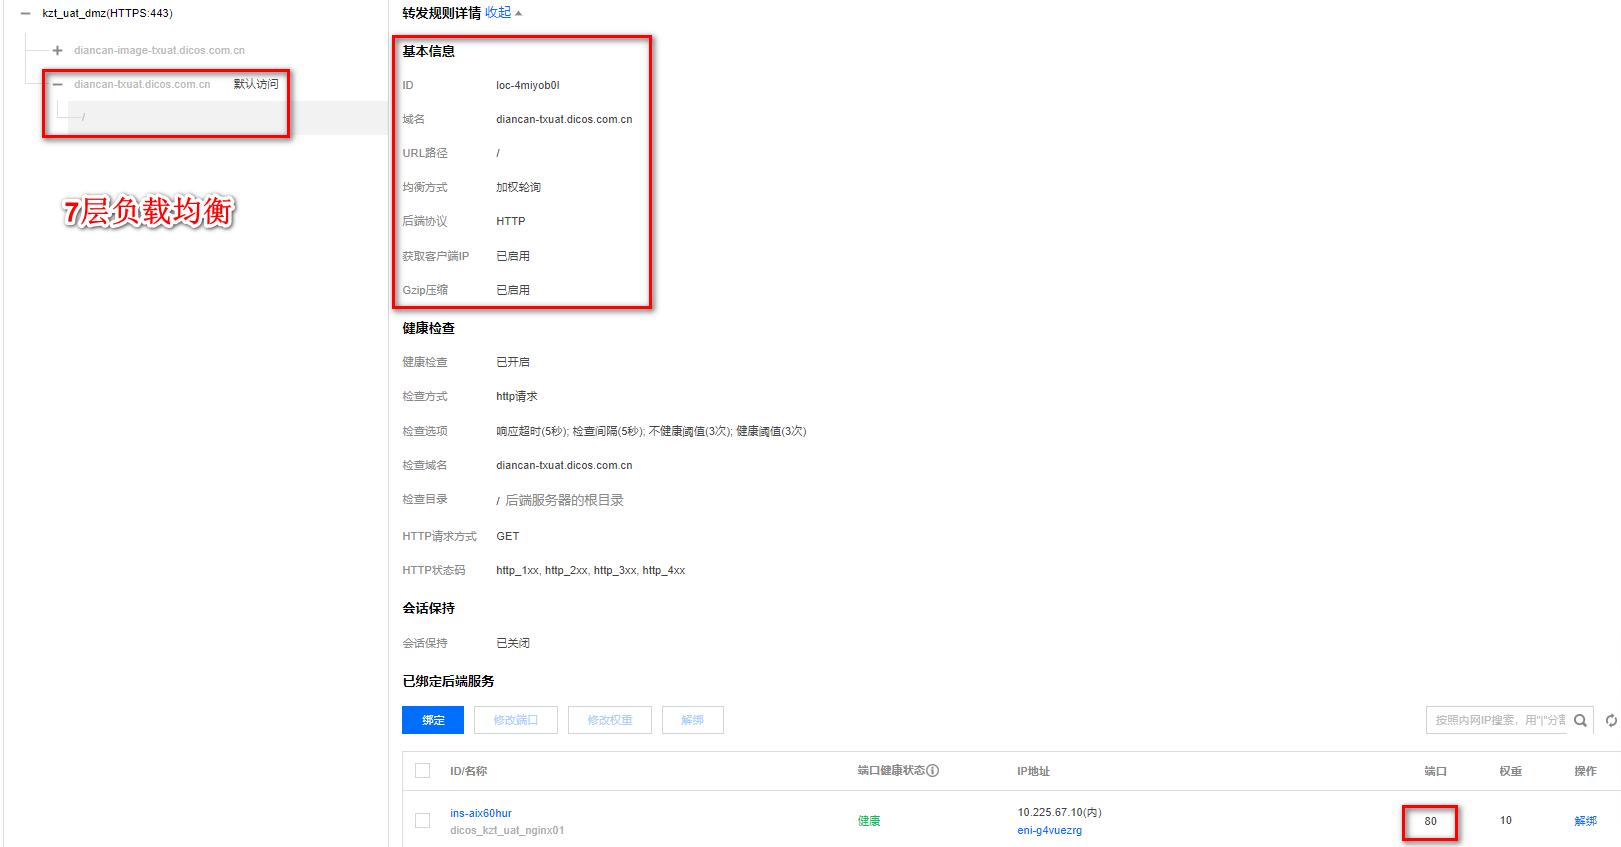 kzt_uat_dmz(HTTPS:443)
diancan-image-txuat.dicos.com.cn
diancan-txuat.dicos.com.cn 默认访问
/
7层负载均衡
转发规则详情 收起
基本信息
ID loc-4miyob0l
域名 diancan-txuat.dicos.com.cn
URL路径 /
均衡方式 加权轮询
后端协议 HTTP
获取客户端IP 已启用
Gzip压缩 已启用
健康检查
健康检查 已开启
检查方式 http请求
检查选项 响应超时(5秒); 检查间隔(5秒); 不健康阈值(3次); 健康阈值(3次)
检查域名 diancan-txuat.dicos.com.cn
检查目录 / 后端服务器的根目录
HTTP请求方式 GET
HTTP状态码 http_1xx, http_2xx, http_3xx, http_4xx
会话保持
会话保持 已关闭
已绑定后端服务
绑定 修改端口 修改权重 解绑 按照内网IP搜索，用"|"分割
ID/名称 端口健康状态 IP地址 端口 权重 操作
ins-aix60hur 健康 10.225.67.10(内) 80 10 解绑
dicos_kzt_uat_nginx01 eni-g4vuezrg